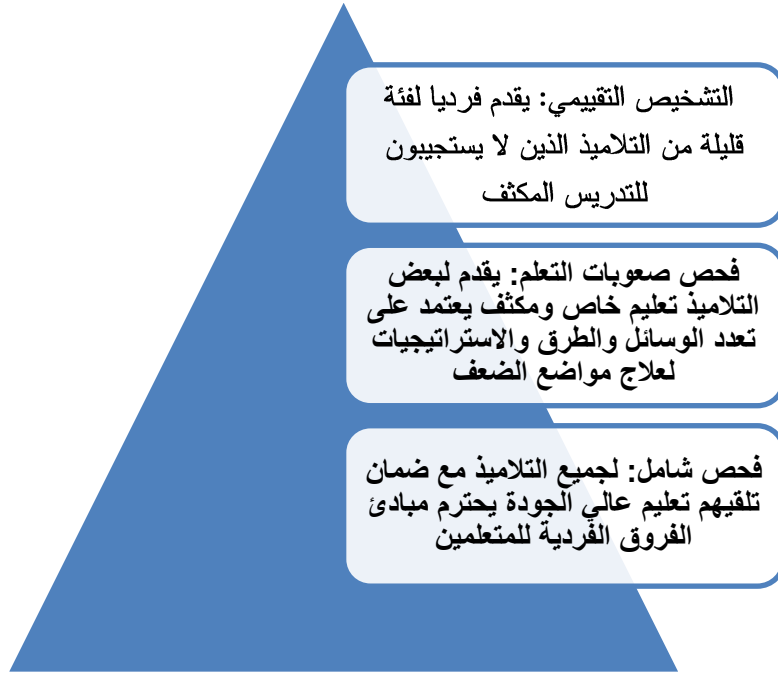 التشخيص التقييمي: يقدم فرديا لفئة
قليلة من التلاميذ الذين لا يستجيبون
للتدريس المكثف
فحص صعوبات التعلم: يقدم لبعض
التلاميذ تعليم خاص ومكثف يعتمد على
تعدد الوسائل والطرق والاستراتيجيات
لعلاج مواضع الضعف
فحص شامل: لجميع التلاميذ مع ضمان
تلقيهم تعليم عالي الجودة يحترم مبادئ
الفروق الفردية للمتعلمين